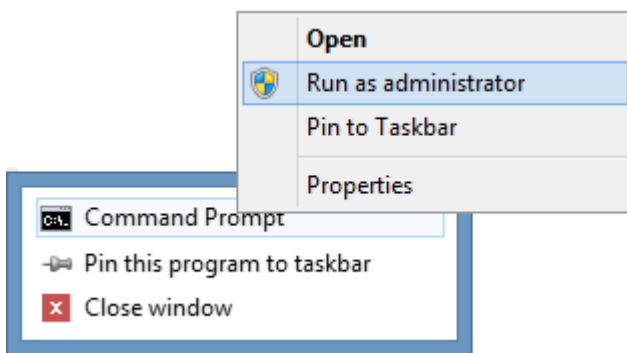 Open
Run as administrator
Pin to Taskbar
Properties
C:\.
Command Prompt
Pin this program to taskbar
x
Close window